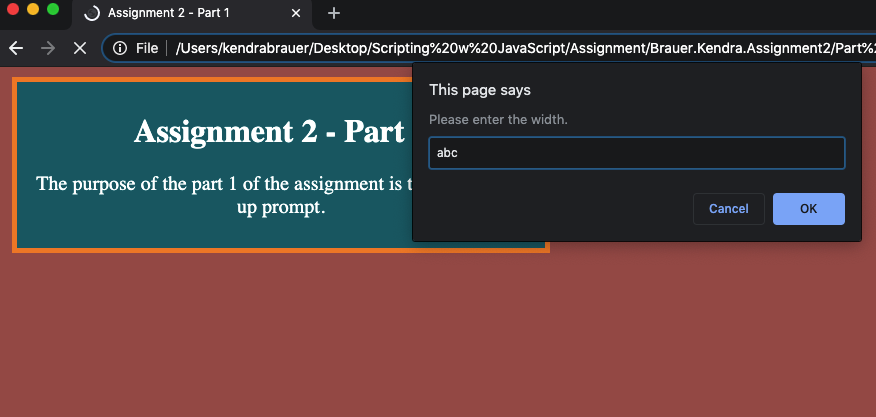 Assignment 2 - Part 1
File
/Users/kendrabrauer/Desktop/Scripting%20w%20JavaScript/Assignment/Brauer.Kendra.Assignment2/Part%2
This page says
Please enter the width.
abc
Cancel
OK
Assignment 2 - Part
The purpose of the part 1 of the assignment is
up prompt.